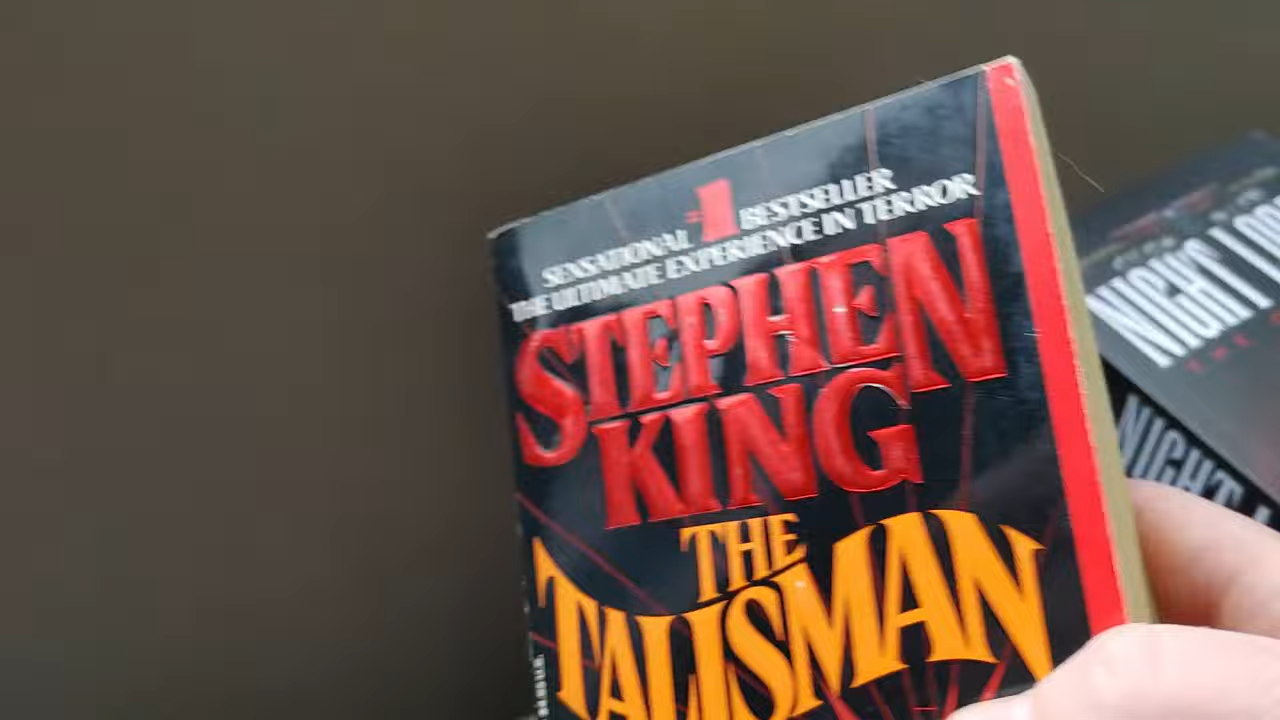 SENSATIONAL #1 BESTSELLER
THE ULTIMATE EXPERIENCE IN TERROR
STEPHEN
KING
THE
TALISMAN
NIGHT
NIGHT